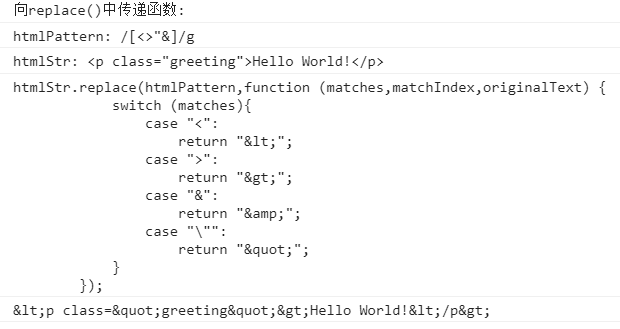 向replace()中传递函数:
htmlPattern: /[<>"&]/g
htmlStr: <p class="greeting">Hello World!</p>
htmlStr.replace(htmlPattern,function (matches,matchIndex,originalText) {
            switch (matches){
                case "<":
                    return "&lt;";
                case ">":
                    return "&gt;";
                case "&":
                    return "&amp;";
                case "\"":
                    return "&quot;";
            }
        });
&lt;p class=&quot;greeting&quot;&gt;Hello World!&lt;/p&gt;